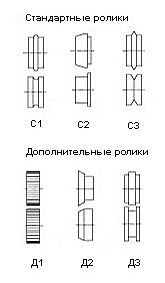 Стандартные ролики
С1 С2 С3
Дополнительные ролики
Д1 Д2 Д3